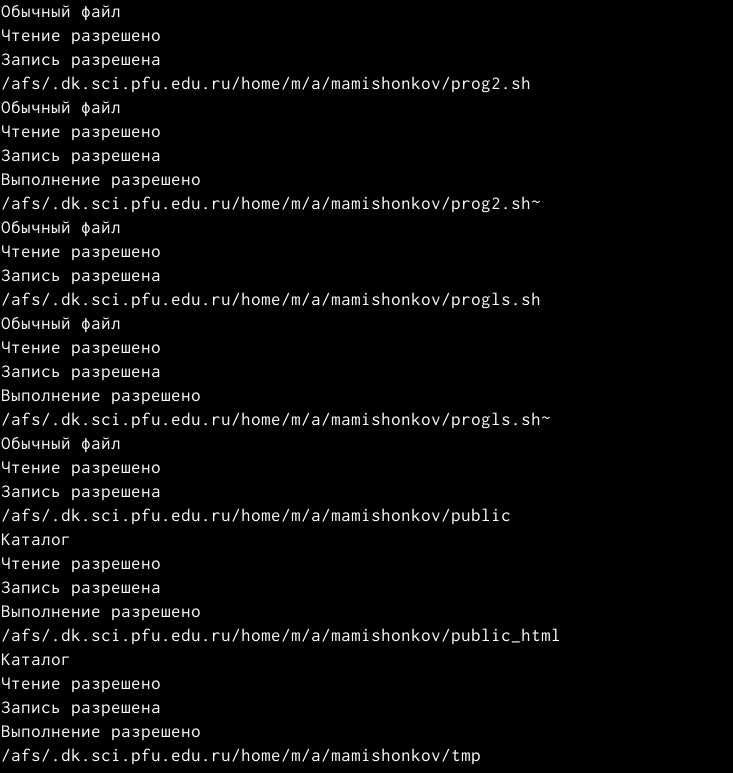 Обычный файл
Чтение разрешено
Запись разрешена
/afs/.dk.sci.pfu.edu.ru/home/m/a/mamishonkov/prog2.sh
Обычный файл
Чтение разрешено
Запись разрешена
Выполнение разрешено
/afs/.dk.sci.pfu.edu.ru/home/m/a/mamishonkov/prog2.sh~
Обычный файл
Чтение разрешено
Запись разрешена
/afs/.dk.sci.pfu.edu.ru/home/m/a/mamishonkov/progls.sh
Обычный файл
Чтение разрешено
Запись разрешена
Выполнение разрешено
/afs/.dk.sci.pfu.edu.ru/home/m/a/mamishonkov/progls.sh~
Обычный файл
Чтение разрешено
Запись разрешена
/afs/.dk.sci.pfu.edu.ru/home/m/a/mamishonkov/public
Каталог
Чтение разрешено
Запись разрешена
Выполнение разрешено
/afs/.dk.sci.pfu.edu.ru/home/m/a/mamishonkov/public_html
Каталог
Чтение разрешено
Запись разрешена
Выполнение разрешено
/afs/.dk.sci.pfu.edu.ru/home/m/a/mamishonkov/tmp